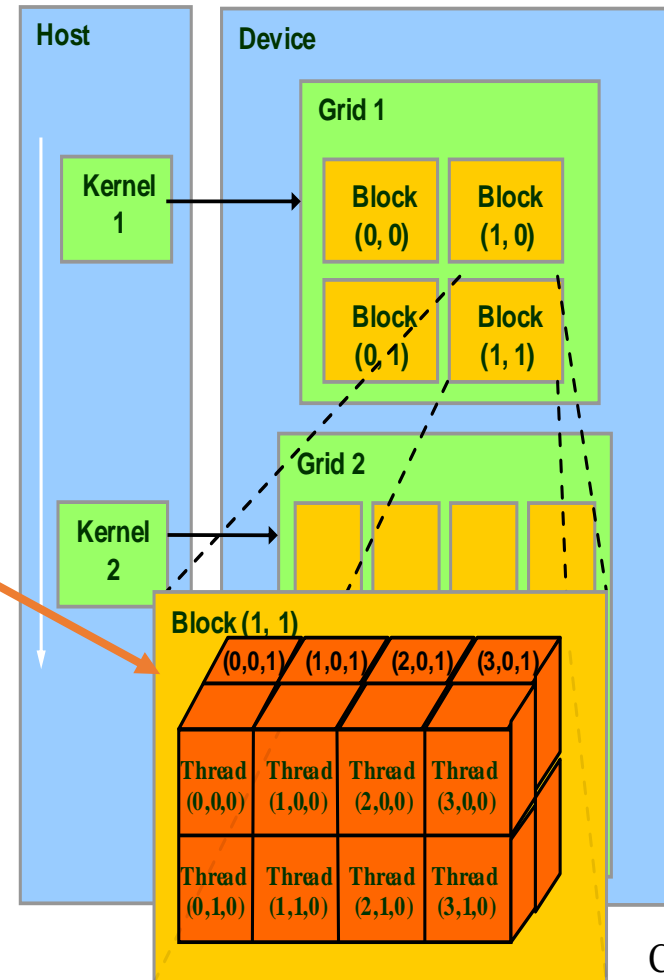 Host
Device
Grid 1
Kernel
1
Block
(0, 0)
Block
(1, 0)
Block
(0, 1)
Block
(1, 1)
Grid 2
Kernel
2
Block (1, 1)
(0,0,1) (1,0,1) (2,0,1) (3,0,1)
Thread
(0,0,0)
Thread
(1,0,0)
Thread
(2,0,0)
Thread
(3,0,0)
Thread
(0,1,0)
Thread
(1,1,0)
Thread
(2,1,0)
Thread
(3,1,0)